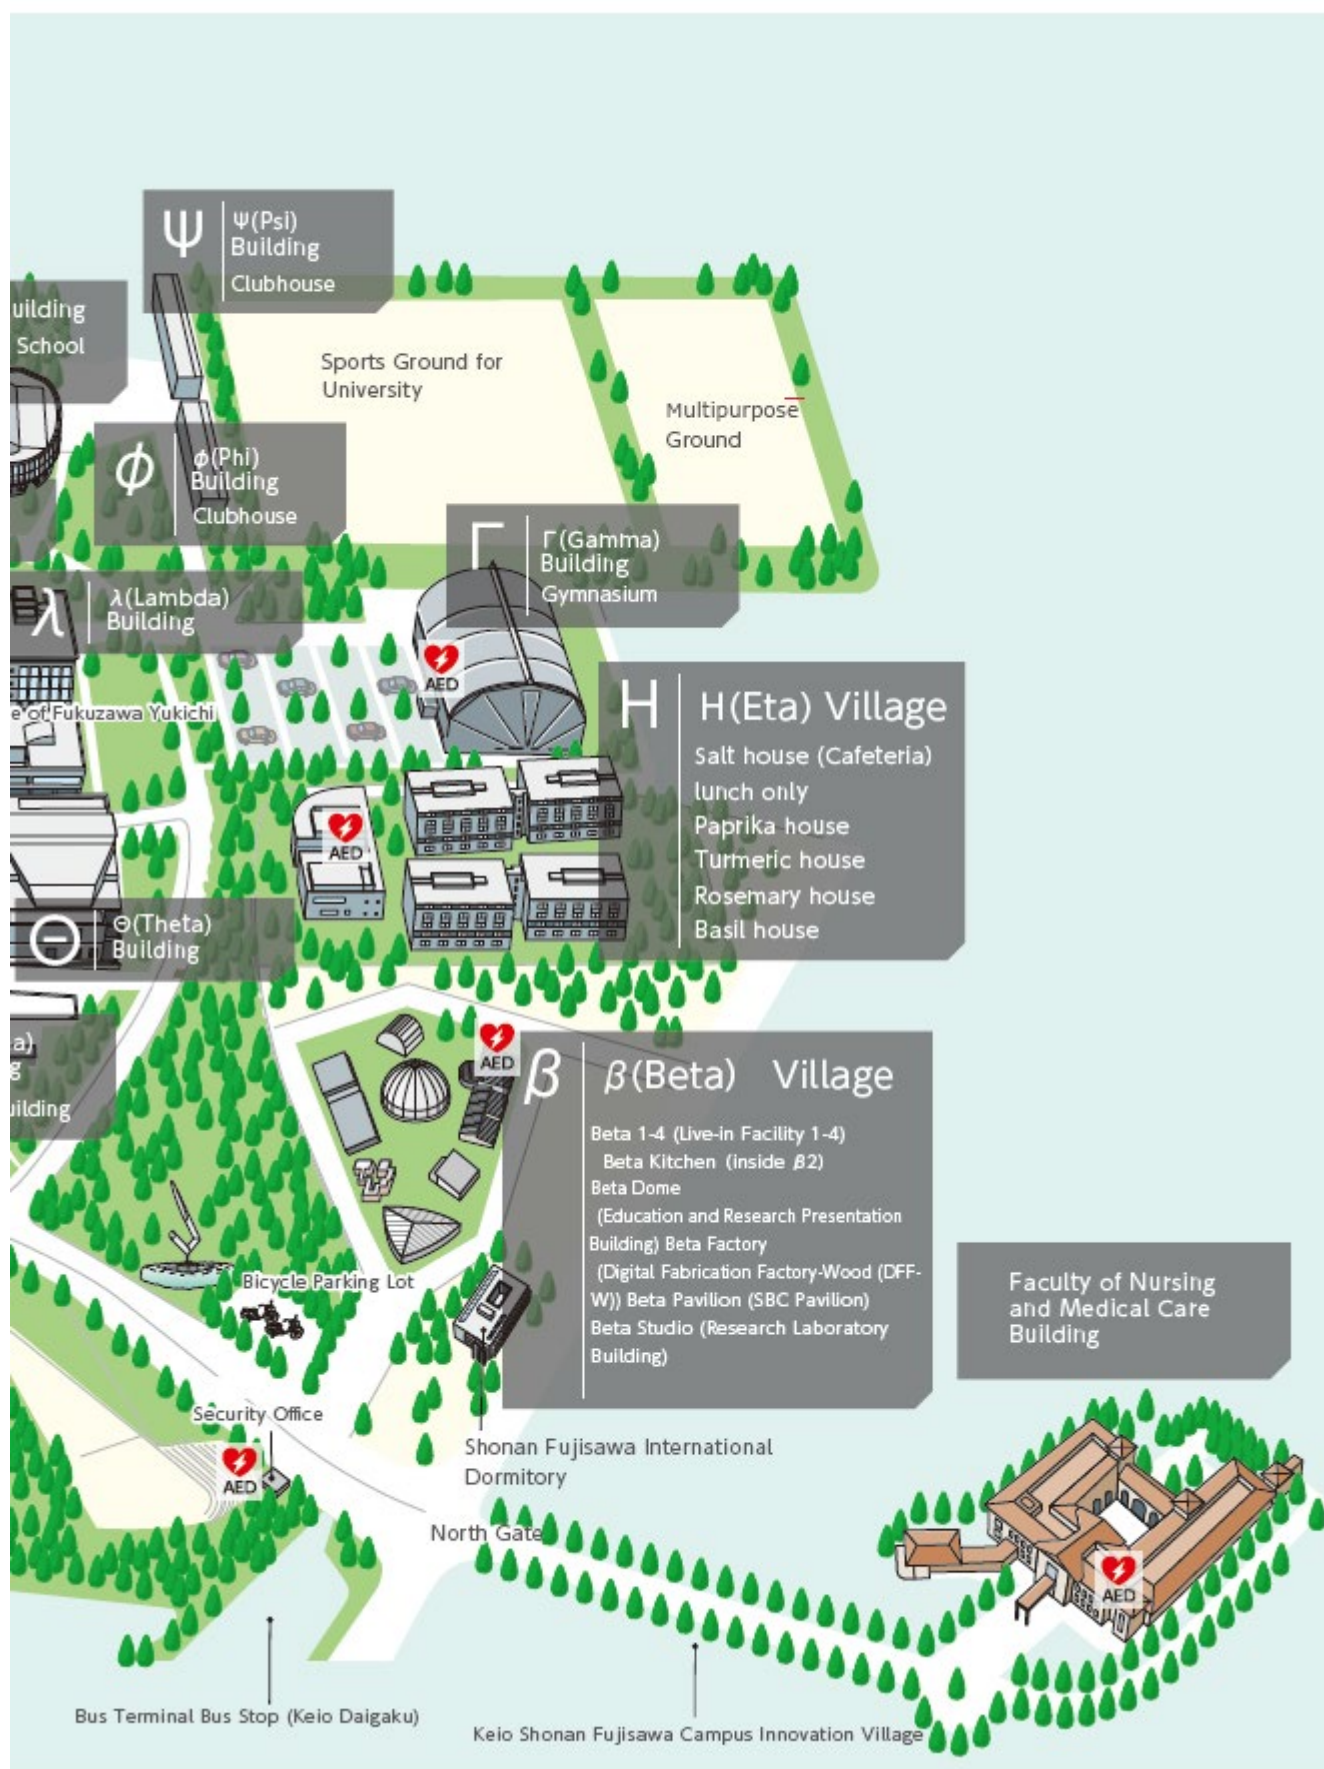 Ψ
Ψ(Psi)
Building
Clubhouse
uilding
School
Sports Ground for
University
Multipurpose
Ground
ϕ
ϕ(Phi)
Building
Clubhouse
Γ
Γ(Gamma)
Building
Gymnasium
λ
λ(Lambda)
Building
AED
e of Fukuzawa Yukichi
H
H(Eta) Village
Salt house (Cafeteria)
lunch only
Paprika house
Turmeric house
Rosemary house
Basil house
AED
Θ
Θ(Theta)
Building
a)
g
uilding
AED
β
β(Beta) Village
Beta 1-4 (Live-in Facility 1-4)
Beta Kitchen (inside β2)
Beta Dome
(Education and Research Presentation
Building) Beta Factory
(Digital Fabrication Factory-Wood (DFF-
W)) Beta Pavilion (SBC Pavilion)
Beta Studio (Research Laboratory
Building)
Bicycle Parking Lot
Faculty of Nursing
and Medical Care
Building
Security Office
AED
Shonan Fujisawa International
Dormitory
North Gate
AED
Bus Terminal Bus Stop (Keio Daigaku)
Keio Shonan Fujisawa Campus Innovation Village